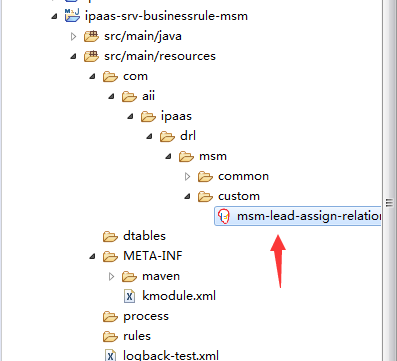 ipaas-srv-businessrule-msm
src/main/java
src/main/resources
com
aii
ipaas
drl
msm
common
custom
msm-lead-assign-relation
dtables
META-INF
maven
kmodule.xml
process
rules
logback-test.xml